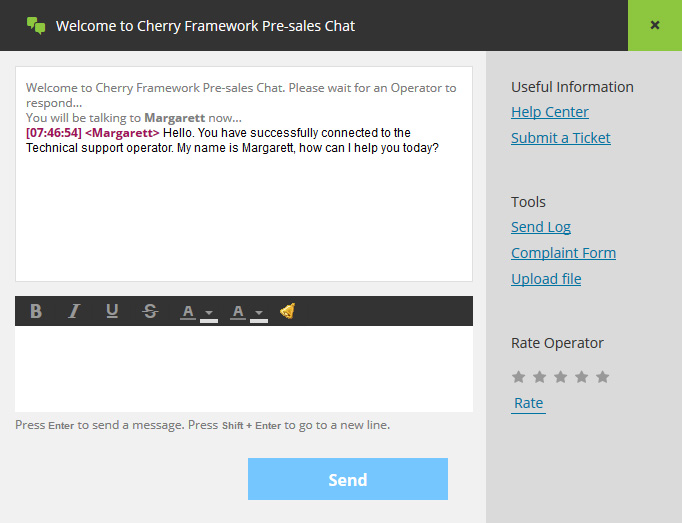 Welcome to Cherry Framework Pre-sales Chat
Welcome to Cherry Framework Pre-sales Chat. Please wait for an Operator to
respond...
You will be talking to Margarett now...
[07:46:54] <Margarett> Hello. You have successfully connected to the
Technical support operator. My name is Margarett, how can I help you today?
B I U S A A
Press Enter to send a message. Press Shift + Enter to go to a new line.
Send
Useful Information
Help Center
Submit a Ticket
Tools
Send Log
Complaint Form
Upload file
Rate Operator
Rate